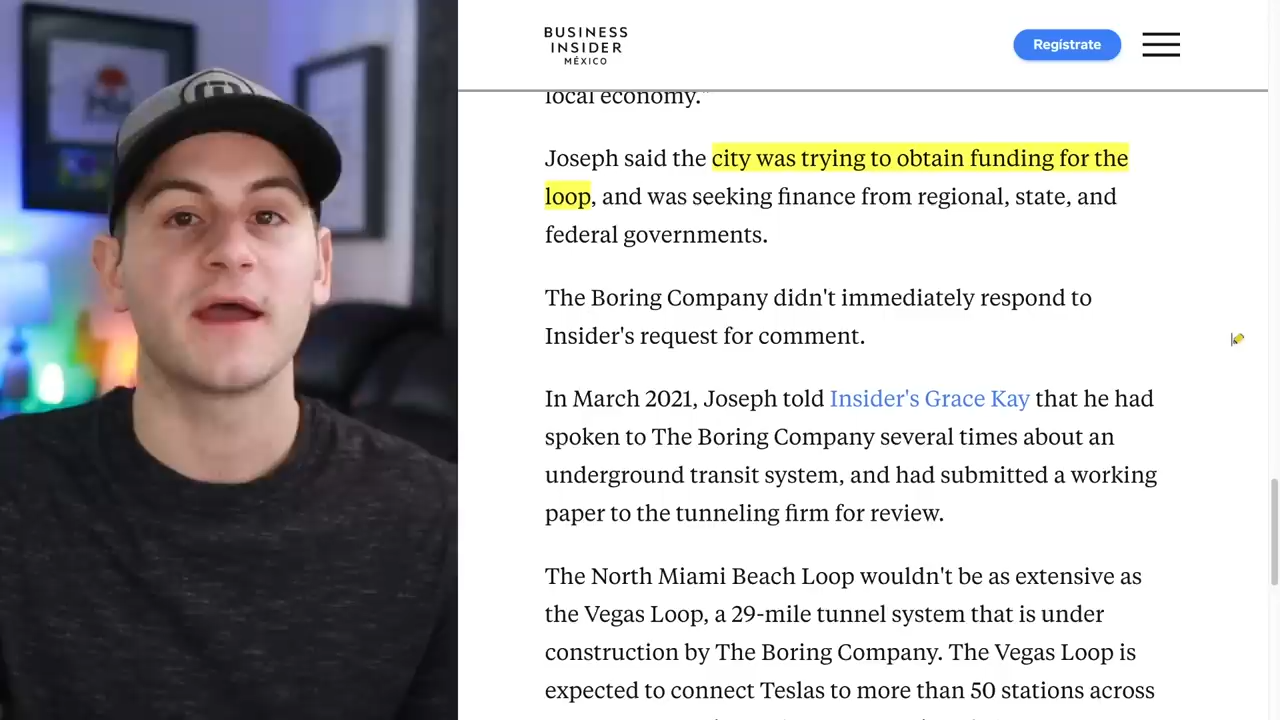 BUSINESS
INSIDER
MÉXICO
Regístrate
local economy."
Joseph said the city was trying to obtain funding for the
loop, and was seeking finance from regional, state, and
federal governments.
The Boring Company didn't immediately respond to
Insider's request for comment.
In March 2021, Joseph told Insider's Grace Kay that he had
spoken to The Boring Company several times about an
underground transit system, and had submitted a working
paper to the tunneling firm for review.
The North Miami Beach Loop wouldn't be as extensive as
the Vegas Loop, a 29-mile tunnel system that is under
construction by The Boring Company. The Vegas Loop is
expected to connect Teslas to more than 50 stations across